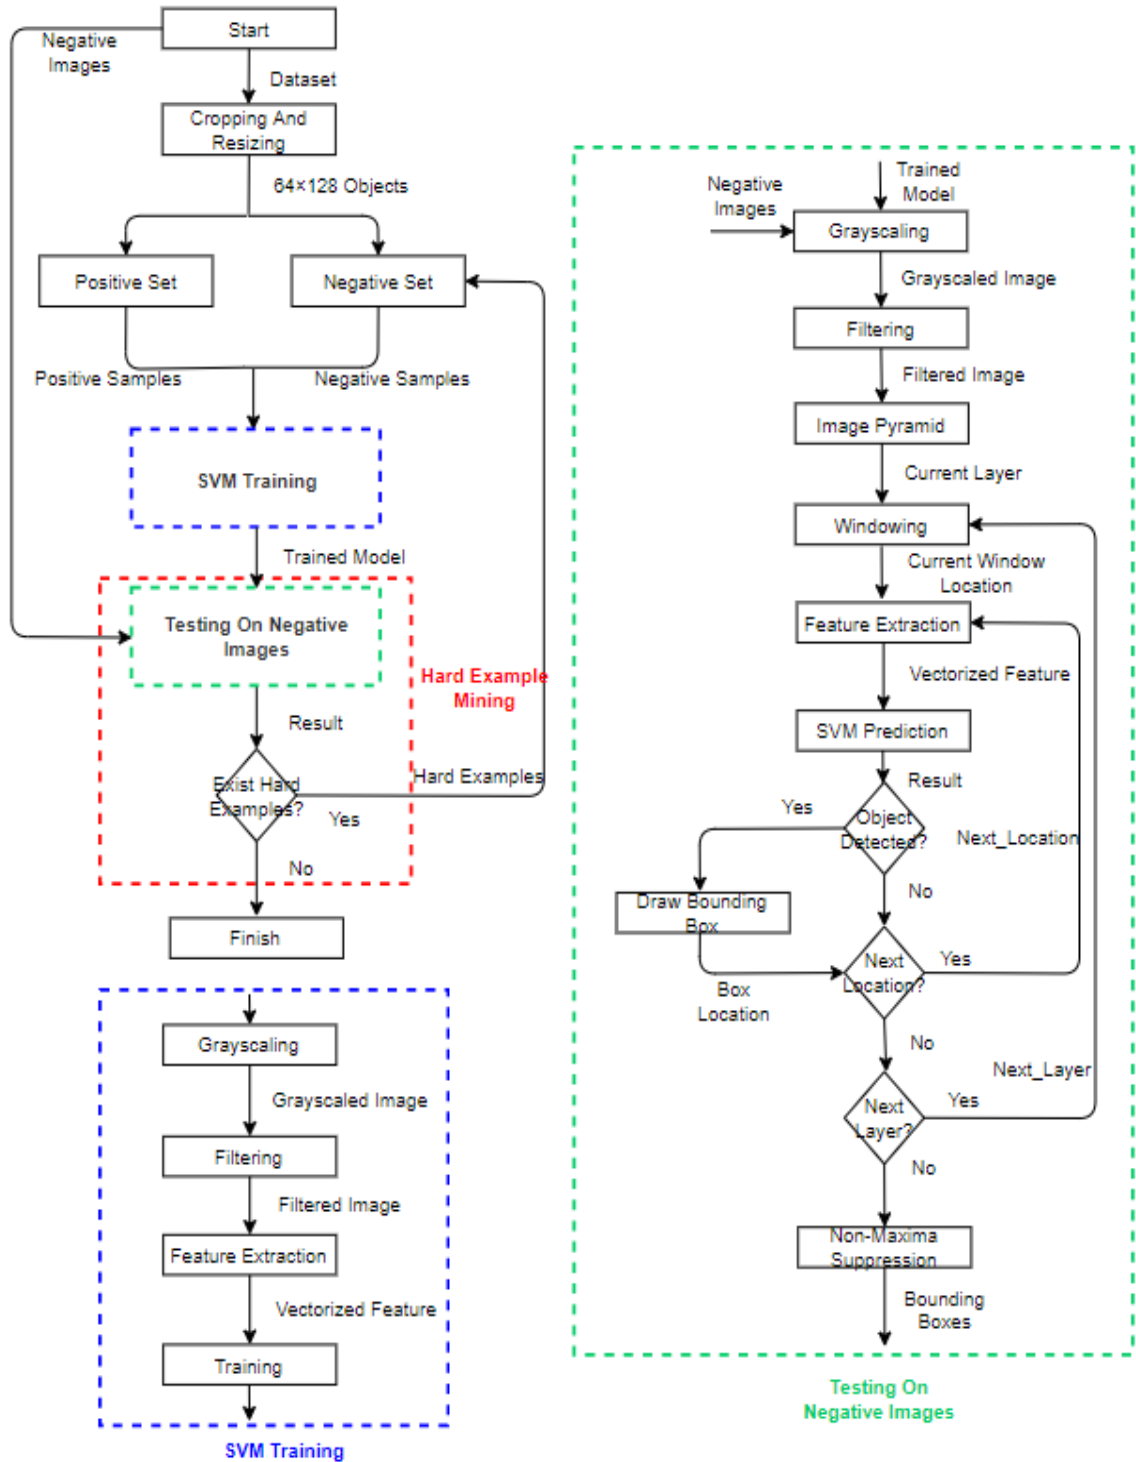 Start
Negative
Images
Dataset
Cropping And
Resizing
64×128 Objects
Positive Set
Negative Set
Positive Samples
Negative Samples
SVM Training
Trained Model
Testing On Negative
Images
Hard Example
Mining
Result
Exist Hard
Examples?
Hard Examples
Yes
No
Finish
Grayscaling
Grayscaled Image
Filtering
Filtered Image
Feature Extraction
Vectorized Feature
Training
SVM Training
Trained
Model
Negative
Images
Grayscaling
Grayscaled Image
Filtering
Filtered Image
Image Pyramid
Current Layer
Windowing
Current Window
Location
Feature Extraction
Vectorized Feature
SVM Prediction
Result
Yes
Object
Detected?
Next_Location
No
Draw Bounding
Box
Next
Location?
Yes
Box
Location
No
Next_Layer
Next
Layer?
Yes
No
Non-Maxima
Suppression
Bounding
Boxes
Testing On
Negative Images